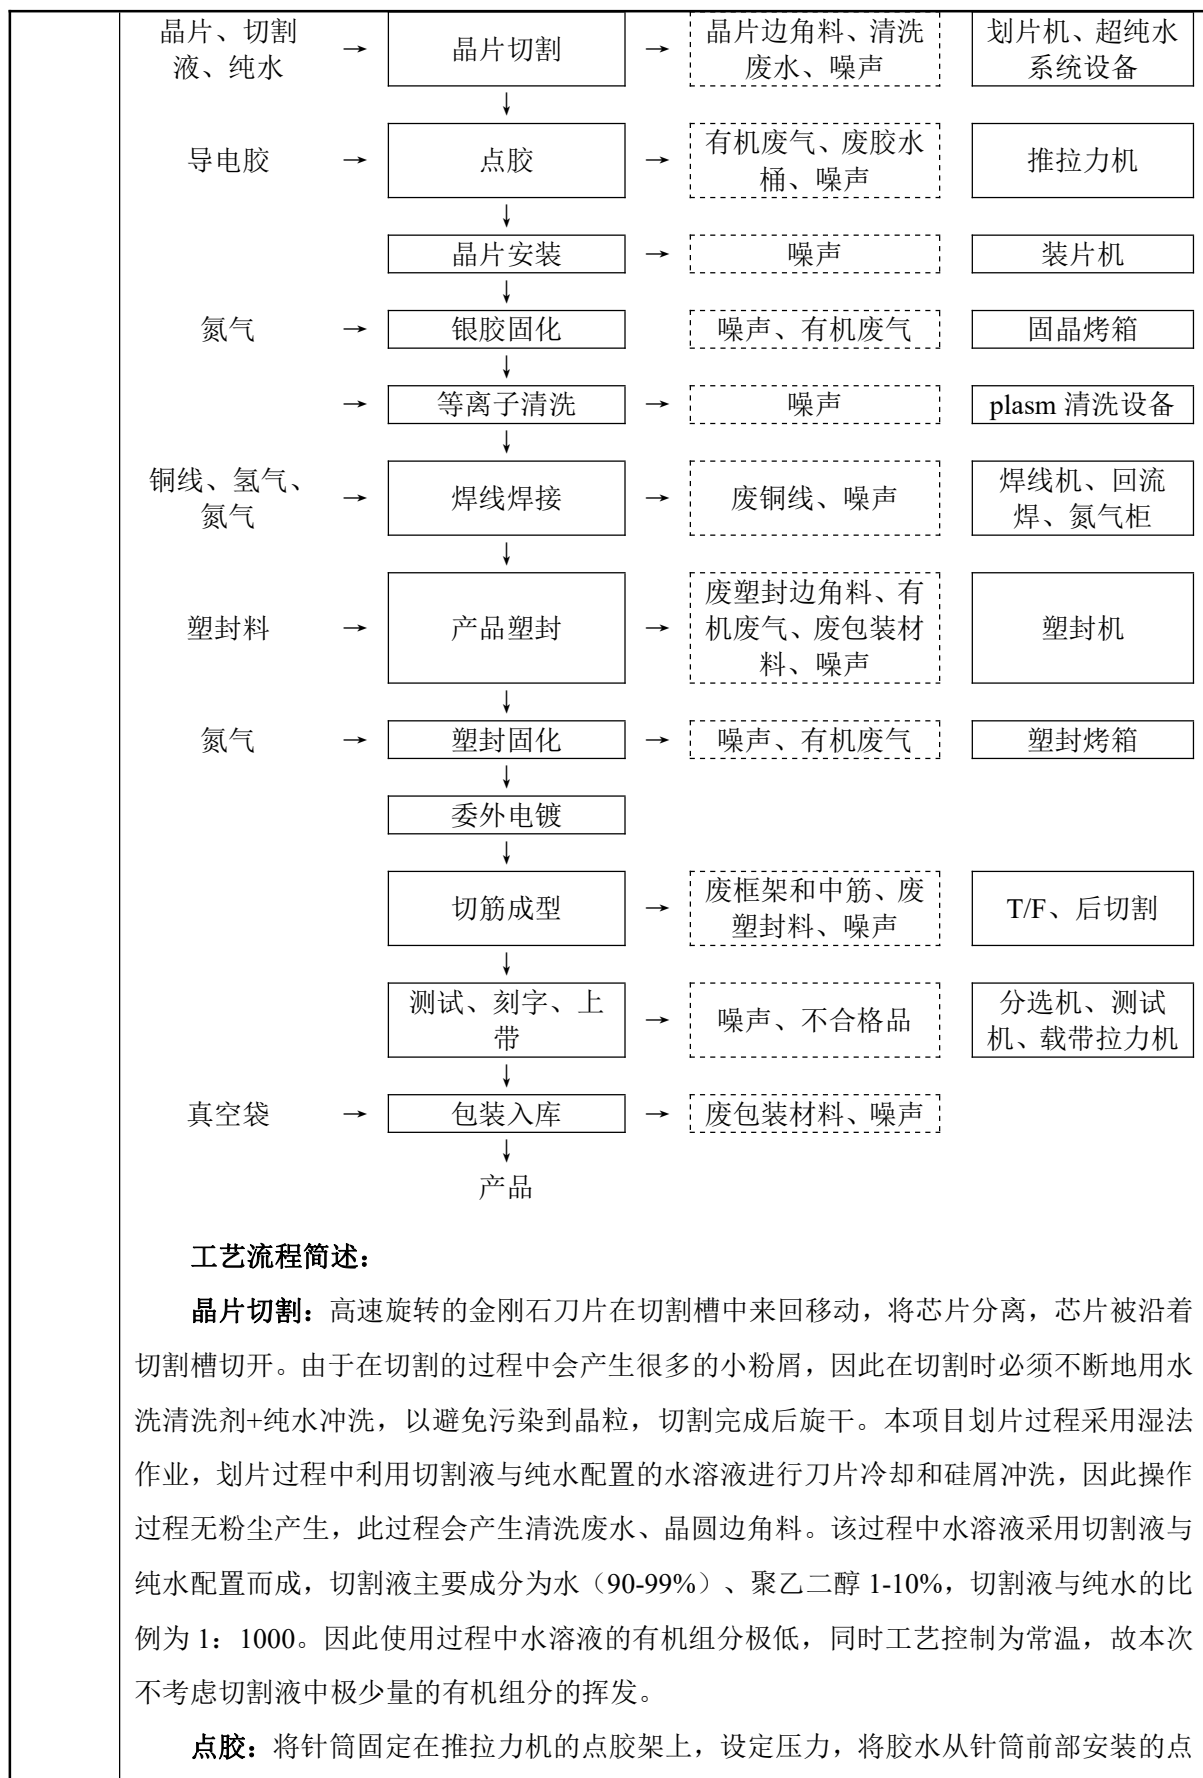 晶片、切割
液、纯水
→
晶片切割
→
晶片边角料、清洗
废水、噪声
划片机、超纯水
系统设备
↓
导电胶
→
点胶
→
有机废气、废胶水
桶、噪声
推拉力机
↓
晶片安装
→
噪声
装片机
↓
氮气
→
银胶固化
噪声、有机废气
固晶烤箱
↓
→
等离子清洗
→
噪声
plasm 清洗设备
↓
铜线、氢气、
氮气
→
焊线焊接
→
废铜线、噪声
焊线机、回流
焊、氮气柜
↓
塑封料
→
产品塑封
→
废塑封边角料、有
机废气、废包装材
料、噪声
塑封机
↓
氮气
→
塑封固化
→
噪声、有机废气
塑封烤箱
↓
委外电镀
↓
切筋成型
→
废框架和中筋、废
塑封料、噪声
T/F、后切割
↓
测试、刻字、上
带
→
噪声、不合格品
分选机、测试
机、载带拉力机
↓
真空袋
→
包装入库
→
废包装材料、噪声
↓
产品
工艺流程简述：
晶片切割：高速旋转的金刚石刀片在切割槽中来回移动，将芯片分离，芯片被沿着
切割槽切开。由于在切割的过程中会产生很多的小粉屑，因此在切割时必须不断地用水
洗清洗剂+纯水冲洗，以避免污染到晶粒，切割完成后旋干。本项目划片过程采用湿法
作业，划片过程中利用切割液与纯水配置的水溶液进行刀片冷却和硅屑冲洗，因此操作
过程无粉尘产生，此过程会产生清洗废水、晶圆边角料。该过程中水溶液采用切割液与
纯水配置而成，切割液主要成分为水（90-99%）、聚乙二醇 1-10%，切割液与纯水的比
例为 1：1000。因此使用过程中水溶液的有机组分极低，同时工艺控制为常温，故本次
不考虑切割液中极少量的有机组分的挥发。
点胶：将针筒固定在推拉力机的点胶架上，设定压力，将胶水从针筒前部安装的点